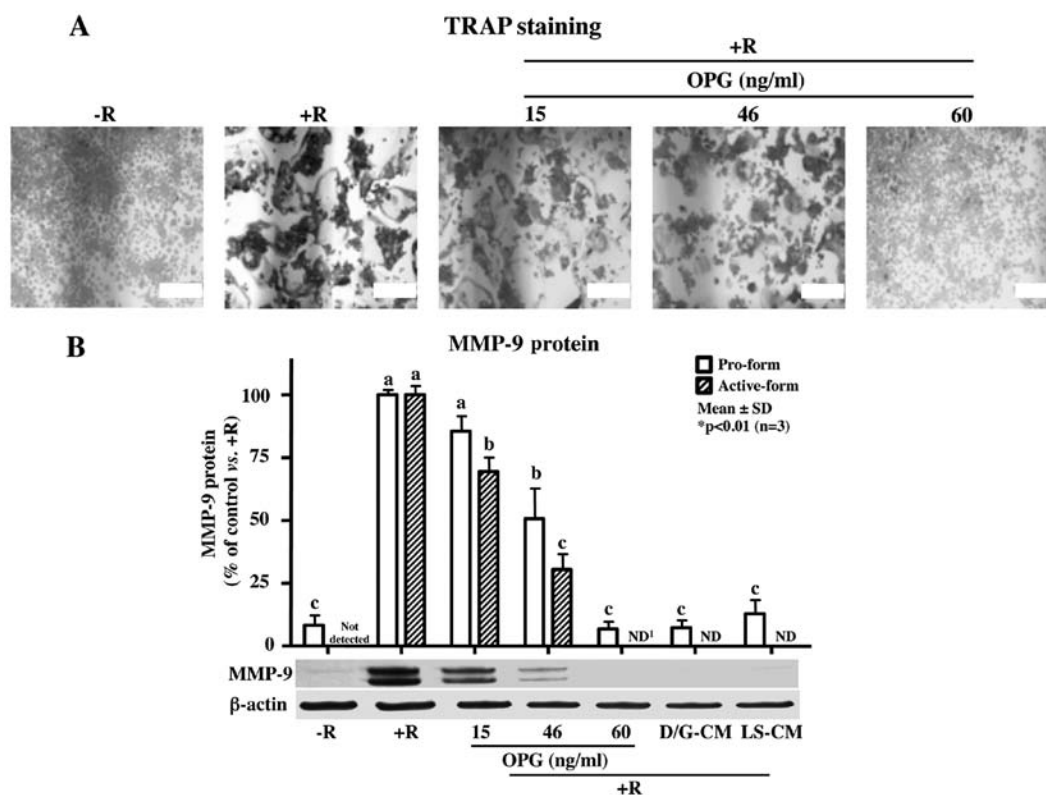 A
TRAP staining
+R
OPG (ng/ml)
-R +R 15 46 60
B
MMP-9 protein
Pro-form
Active-form
Mean ± SD
*p<0.01 (n=3)
MMP-9 protein
(% of control vs. +R)
100
75
50
25
0
a a
a
b
b
c
c
c
c
c
Not
detected
ND¹
ND
ND
MMP-9
β-actin
-R +R 15 46 60 D/G-CM LS-CM
OPG (ng/ml)
+R